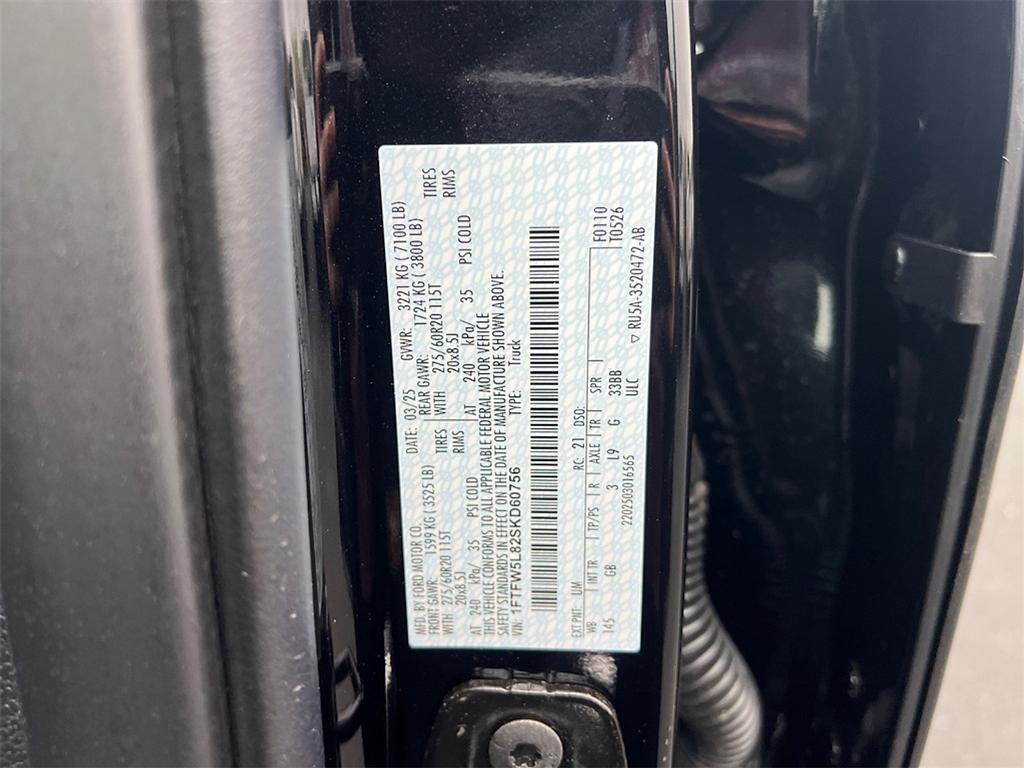 MFD. BY FORD MOTOR CO. DATE: 03/25 GVWR: 3221 KG ( 7100 LB)
FRONT GAWR: 1599 KG ( 3525 LB) REAR GAWR: 1724 KG ( 3800 LB)
WITH 275/60R20 115T TIRES WITH 275/60R20 115T TIRES
20x8.5J RIMS 20x8.5J RIMS
AT 240 kPa/ 35 PSI COLD AT 240 kPa/ 35 PSI COLD
THIS VEHICLE CONFORMS TO ALL APPLICABLE FEDERAL MOTOR VEHICLE
SAFETY STANDARDS IN EFFECT ON THE DATE OF MANUFACTURE SHOWN ABOVE.
VIN: 1FTFW5L82SKD60756 TYPE: Truck
EXT PNT: UM RC: 21 DSO: F0110
WB INT TR TP/PS R AXLE TR SPR T0526
145 GB 3 L9 G 33BB
2202503016565 ULC
▽ RU5A-3520472-AB